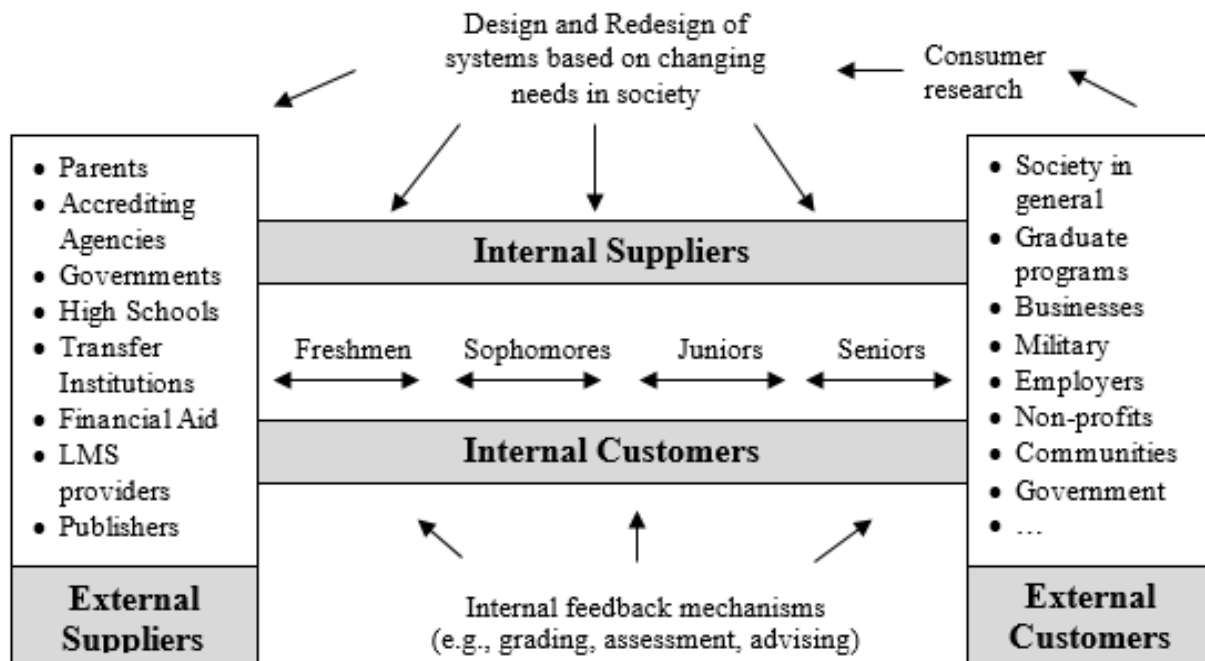 Design and Redesign of
systems based on changing
needs in society
Consumer
research
• Parents
• Accrediting
Agencies
• Governments
• High Schools
• Transfer
Institutions
• Financial Aid
• LMS
providers
• Publishers
External
Suppliers
Internal Suppliers
Freshmen Sophomores Juniors Seniors
Internal Customers
Internal feedback mechanisms
(e.g., grading, assessment, advising)
• Society in
general
• Graduate
programs
• Businesses
• Military
• Employers
• Non-profits
• Communities
• Government
• …
External
Customers